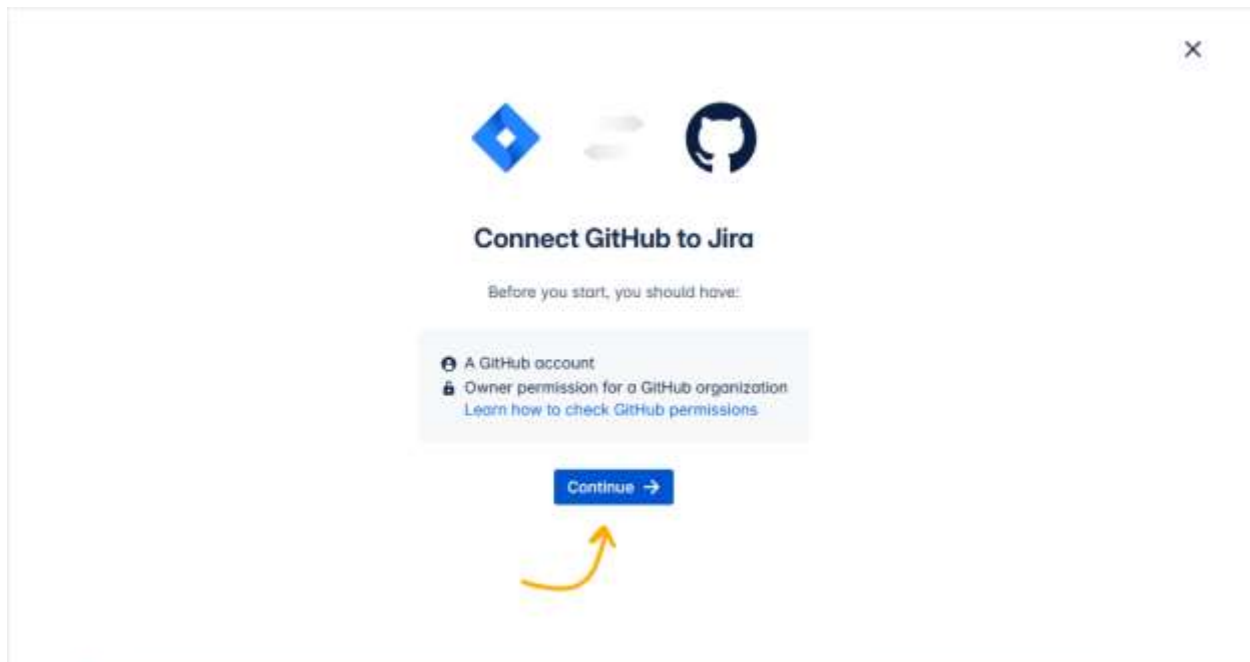 Connect GitHub to Jira
Before you start, you should have:
A GitHub account
Owner permission for a GitHub organization
Learn how to check GitHub permissions
Continue →